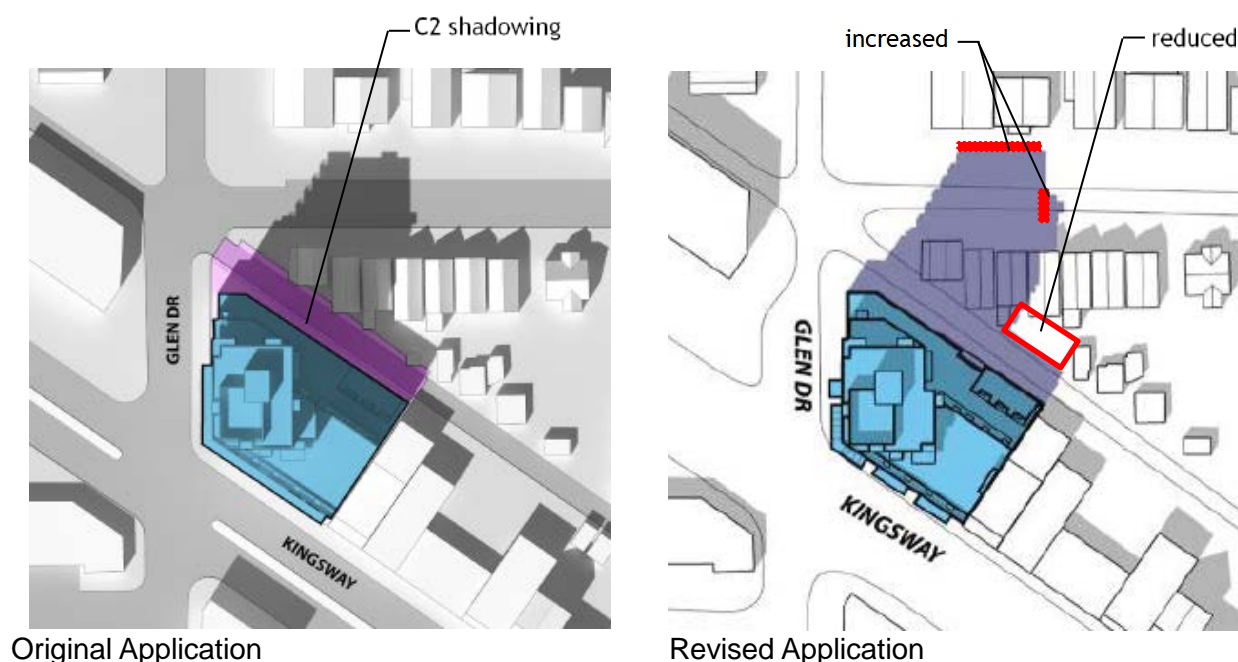 C2 shadowing
increased
reduced
GLEN DR
KINGSWAY
GLEN DR
KINGSWAY
Original Application
Revised Application